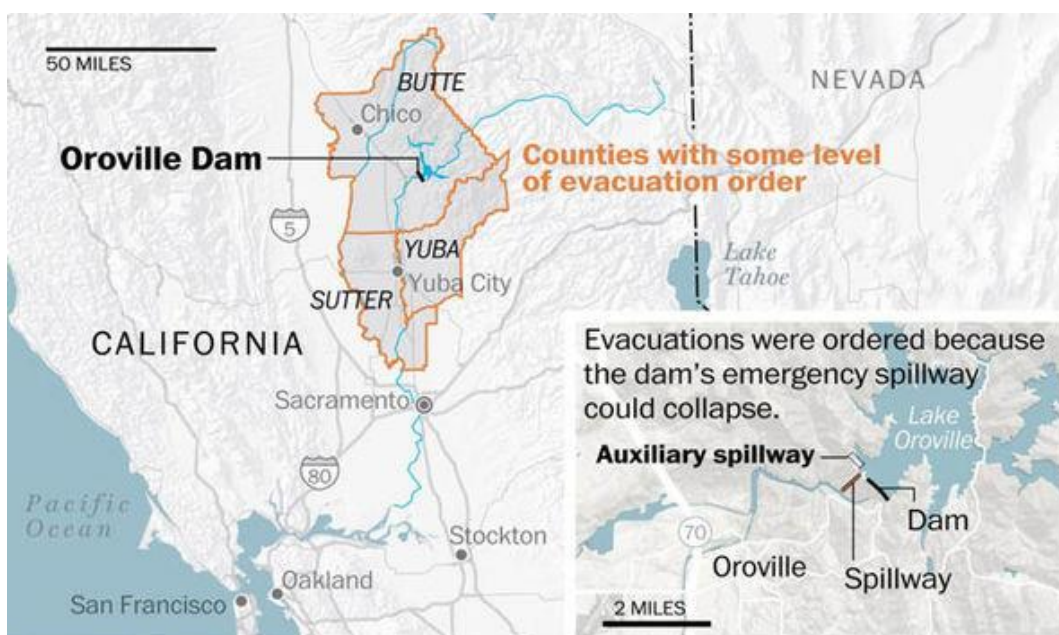 50 MILES
BUTTE
NEVADA
Chico
Oroville Dam
Counties with some level
of evacuation order
5
YUBA
Lake
Tahoe
Yuba City
SUTTER
CALIFORNIA
Sacramento
80
Pacific
Ocean
Stockton
Oakland
San Francisco
Evacuations were ordered because
the dam's emergency spillway
could collapse.
Lake
Oroville
Auxiliary spillway
Dam
70
Oroville
Spillway
2 MILES